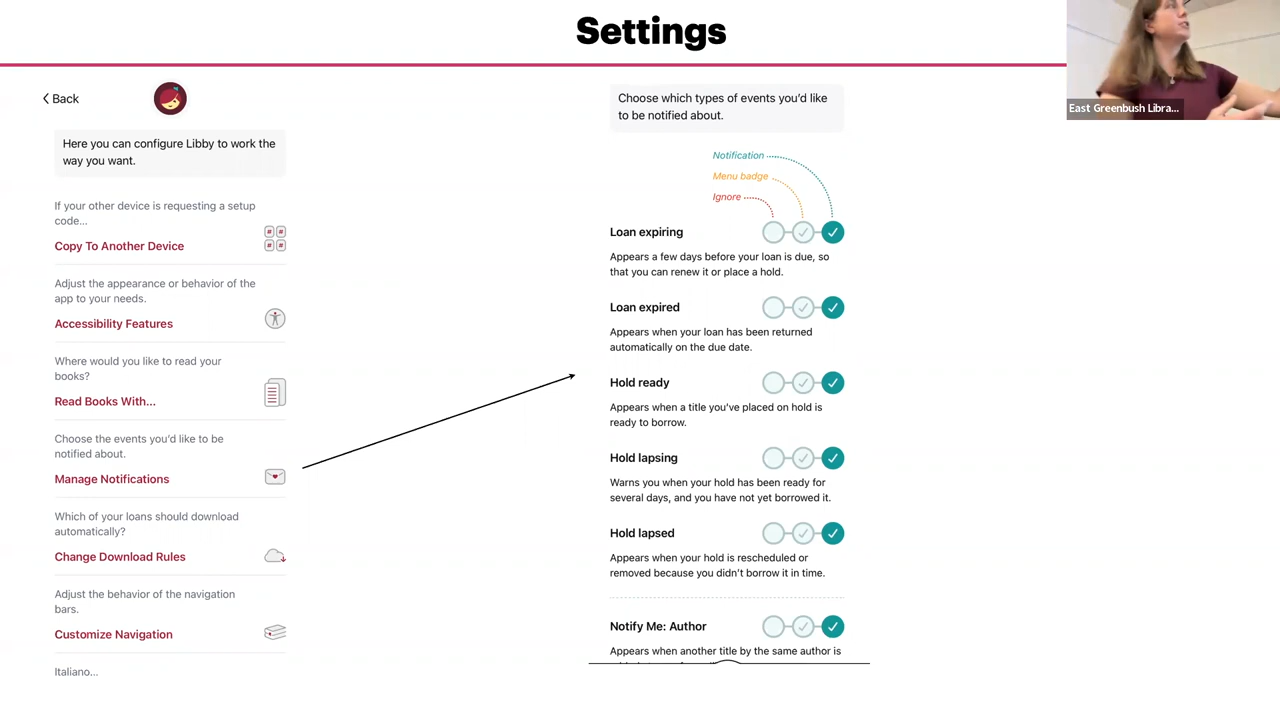 Settings
East Greenbush Libra...
Back
Here you can configure Libby to work the
way you want.
If your other device is requesting a setup
code...
Copy To Another Device
Adjust the appearance or behavior of the
app to your needs.
Accessibility Features
Where would you like to read your
books?
Read Books With...
Choose the events you'd like to be
notified about.
Manage Notifications
Which of your loans should download
automatically?
Change Download Rules
Adjust the behavior of the navigation
bars.
Customize Navigation
Italiano...
Choose which types of events you'd like
to be notified about.
Notification
Menu badge
Ignore
Loan expiring
Appears a few days before your loan is due, so
that you can renew it or place a hold.
Loan expired
Appears when your loan has been returned
automatically on the due date.
Hold ready
Appears when a title you've placed on hold is
ready to borrow.
Hold lapsing
Warns you when your hold has been ready for
several days, and you have not yet borrowed it.
Hold lapsed
Appears when your hold is rescheduled or
removed because you didn't borrow it in time.
Notify Me: Author
Appears when another title by the same author is